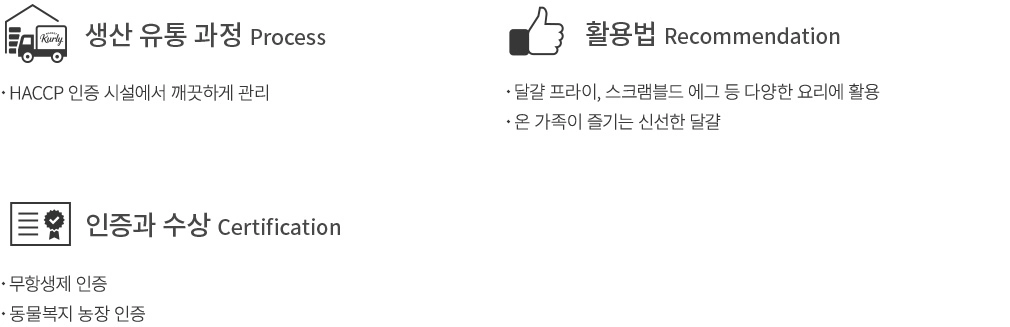 Kurly
생산 유통 과정 Process
· HACCP 인증 시설에서 깨끗하게 관리
활용법 Recommendation
· 달걀 프라이, 스크램블드 에그 등 다양한 요리에 활용
· 온 가족이 즐기는 신선한 달걀
인증과 수상 Certification
· 무항생제 인증
· 동물복지 농장 인증